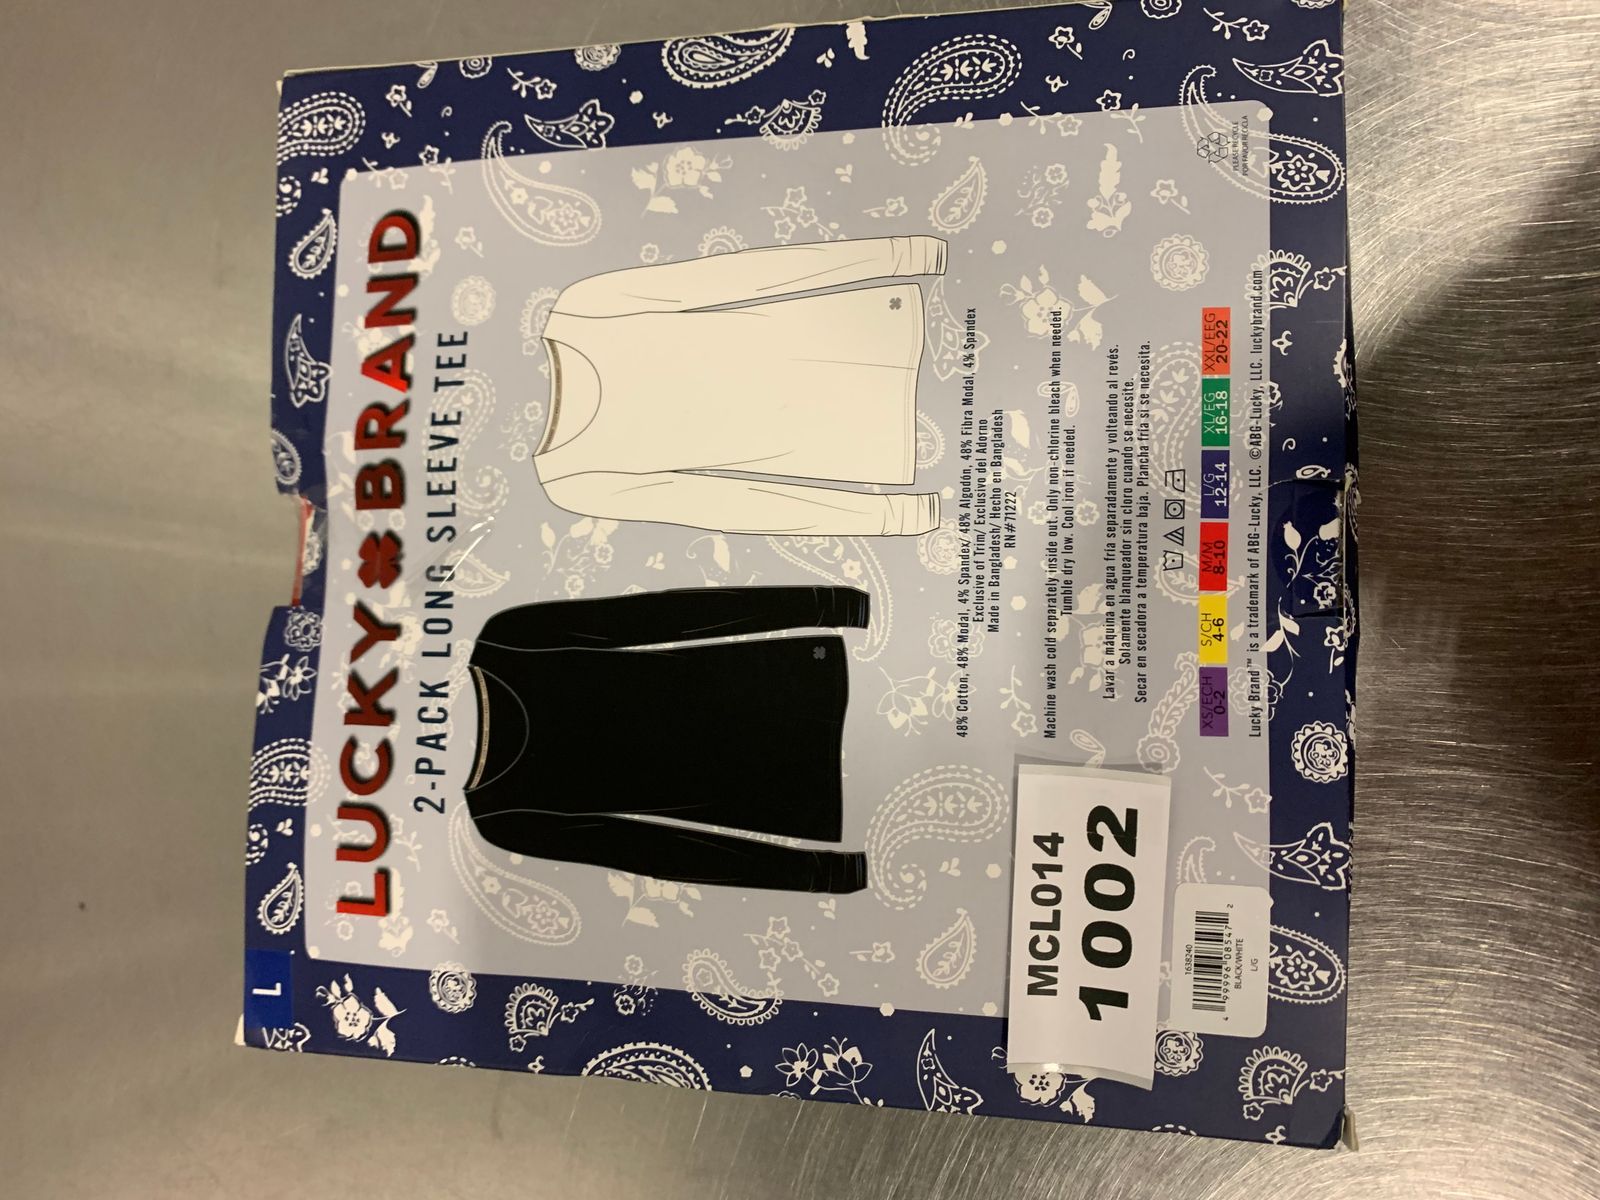 L
LUCKY BRAND
2-PACK LONG SLEEVE TEE
48% Cotton, 48% Modal, 4% Spandex/ 48% Algodón, 48% Fibra Modal, 4% Spandex
Exclusive of Trim/ Exclusivo del Adorno
Made in Bangladesh/ Hecho en Bangladesh
RN# 71222
Machine wash cold separately inside out. Only non-chlorine bleach when needed.
Tumble dry low. Cool iron if needed.
Lavar a máquina en agua fría separadamente y volteando al revés.
Solamente blanqueador sin cloro cuando se necesite.
Secar en secadora a temperatura baja. Plancha fría si se necesita.
XS/ECH S/CH M/M L/G XL/EG XXL/EEG
0-2 4-6 8-10 12-14 16-18 20-22
Lucky Brand™ is a trademark of ABG-Lucky, LLC. ©ABG-Lucky, LLC. luckybrand.com
PLEASE RECYCLE
POR FAVOR RECICLA
MCL014
1002
1638240
4 99996 08547 2
BLACK/WHITE
L/G